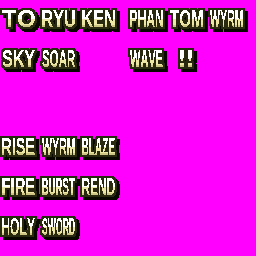 TO RYU KEN PHAN TOM WYRM
SKY SOAR WAVE !!
RISE WYRM BLAZE
FIRE BURST REND
HOLY SWORD